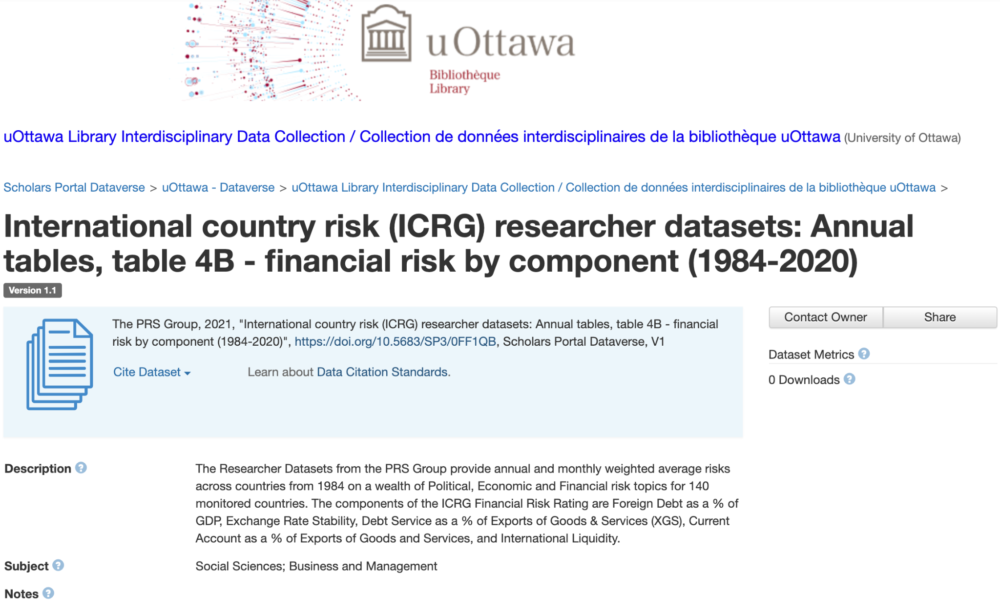 uOttawa
Bibliothèque
Library
uOttawa Library Interdisciplinary Data Collection / Collection de données interdisciplinaires de la bibliothèque uOttawa (University of Ottawa)
Scholars Portal Dataverse > uOttawa - Dataverse > uOttawa Library Interdisciplinary Data Collection / Collection de données interdisciplinaires de la bibliothèque uOttawa >
International country risk (ICRG) researcher datasets: Annual
tables, table 4B - financial risk by component (1984-2020)
Version 1.1
The PRS Group, 2021, "International country risk (ICRG) researcher datasets: Annual tables, table 4B - financial
risk by component (1984-2020)", https://doi.org/10.5683/SP3/0FF1QB, Scholars Portal Dataverse, V1
Cite Dataset Learn about Data Citation Standards.
Contact Owner Share
Dataset Metrics ?
0 Downloads ?
Description ? The Researcher Datasets from the PRS Group provide annual and monthly weighted average risks
across countries from 1984 on a wealth of Political, Economic and Financial risk topics for 140
monitored countries. The components of the ICRG Financial Risk Rating are Foreign Debt as a % of
GDP, Exchange Rate Stability, Debt Service as a % of Exports of Goods & Services (XGS), Current
Account as a % of Exports of Goods and Services, and International Liquidity.
Subject ? Social Sciences; Business and Management
Notes ?